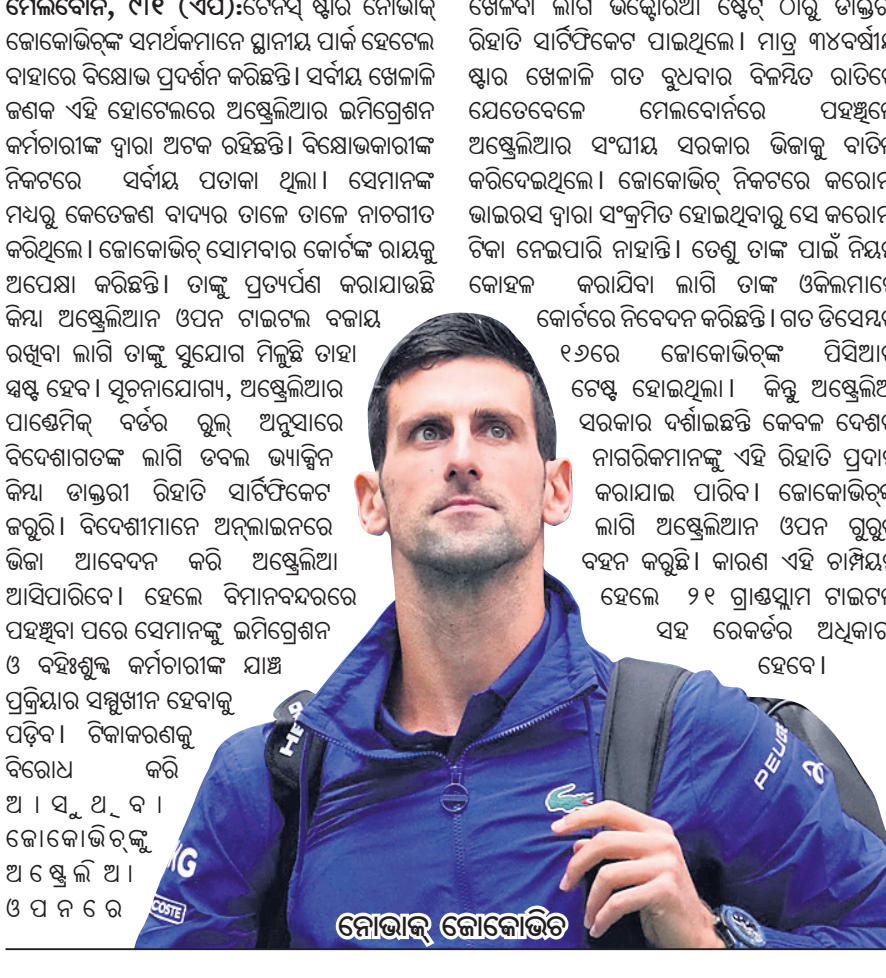 ମେଲବୋର୍ନ, ୯।୧ (ଏପି):ଟେନିସ୍ ଷ୍ଟାର ନୋଭାକ୍
ଜୋକୋଭିଚ୍‌ଙ୍କ ସମର୍ଥକମାନେ ସ୍ଥାନୀୟ ପାର୍କ ହେଟେଲ
ବାହାରେ ବିକ୍ଷୋଭ ପ୍ରଦର୍ଶନ କରିଛନ୍ତି। ସର୍ବୀୟ ଖେଳାଳି
ଜଣକ ଏହି ହୋଟେଲରେ ଅଷ୍ଟ୍ରେଲିଆର ଇମିଗ୍ରେଶନ
କର୍ମଚାରୀଙ୍କ ଦ୍ୱାରା ଅଟକ ରହିଛନ୍ତି। ବିକ୍ଷୋଭକାରୀଙ୍କ
ନିକଟରେ ସର୍ବୀୟ ପତାକା ଥିଲା। ସେମାନଙ୍କ
ମଧ୍ୟରୁ କେତେଜଣ ବାଦ୍ୟର ତାଳେ ତାଳେ ନାଚଗୀତ
କରିଥିଲେ। ଜୋକୋଭିଚ୍ ସୋମବାର କୋର୍ଟଙ୍କ ରାୟକୁ
ଅପେକ୍ଷା କରିଛନ୍ତି। ତାଙ୍କୁ ପ୍ରତ୍ୟର୍ପଣ କରାଯାଉଛି
କିମ୍ବା ଅଷ୍ଟ୍ରେଲିଆନ ଓପନ ଟାଇଟଲ ବଜାୟ
ରଖିବା ଲାଗି ତାଙ୍କୁ ସୁଯୋଗ ମିଳୁଛି ତାହା
ସ୍ପଷ୍ଟ ହେବ। ସୂଚନାଯୋଗ୍ୟ, ଅଷ୍ଟ୍ରେଲିଆର
ପାଣ୍ଡେମିକ୍ ବର୍ଡର ରୁଲ୍ ଅନୁସାରେ
ବିଦେଶାଗତଙ୍କ ଲାଗି ଡବଲ ଭ୍ୟାକ୍ସିନ
କିମ୍ବା ଡାକ୍ତରୀ ରିହାତି ସାର୍ଟିଫିକେଟ
ଜରୁରି। ବିଦେଶୀମାନେ ଅନ୍‌ଲାଇନରେ
ଭିଜା ଆବେଦନ କରି ଅଷ୍ଟ୍ରେଲିଆ
ଆସିପାରିବେ। ହେଲେ ବିମାନବନ୍ଦରରେ
ପହଞ୍ଚିବା ପରେ ସେମାନଙ୍କୁ ଇମିଗ୍ରେଶନ
ଓ ବହିଃଶୁଳ୍କ କର୍ମଚାରୀଙ୍କ ଯାଞ୍ଚ
ପ୍ରକ୍ରିୟାର ସମ୍ମୁଖୀନ ହେବାକୁ
ପଡ଼ିବ। ଟିକାକରଣକୁ
ବିରୋଧ କରି
ଆସୁଥିବା
ଜୋକୋଭିଚ୍‌ଙ୍କୁ
ଅଷ୍ଟ୍ରେଲିଆ
ଓପନରେ
ଖେଳିବା ଲାଗି ଭିକ୍ଟୋରିଆ ଷ୍ଟେଟ୍ ଠାରୁ
ରିହାତି ସାର୍ଟିଫିକେଟ ପାଇଥିଲେ। ମାତ୍ର ୩୪ବର୍ଷୀୟ
ଷ୍ଟାର ଖେଳାଳି ଗତ ବୁଧବାର ବିଳମ୍ବିତ ରାତିରେ
ଯେତେବେଳେ ମେଲବୋର୍ନରେ ପହଞ୍ଚିଲେ
ଅଷ୍ଟ୍ରେଲିଆର ସଂଘୀୟ ସରକାର ଭିଜାକୁ ବାତିଲ
କରିଦେଇଥିଲେ। ଜୋକୋଭିଚ୍ ନିକଟରେ
ଭାଇରସ ଦ୍ୱାରା ସଂକ୍ରମିତ ହୋଇଥିବାରୁ ସେ
ଟିକା ନେଇପାରି ନାହାନ୍ତି। ତେଣୁ ତାଙ୍କ ପାଇଁ ନିୟମ
କୋହଳ କରାଯିବା ଲାଗି ତାଙ୍କ ଓକିଲମାନେ
କୋର୍ଟରେ ନିବେଦନ କରିଛନ୍ତି। ଗତ ଡିସେମ୍ବର
୧୬ରେ ଜୋକୋଭିଚ୍‌ଙ୍କ ପିସିଆର
ଟେଷ୍ଟ ହୋଇଥିଲା। କିନ୍ତୁ
ସରକାର ଦର୍ଶାଇଛନ୍ତି କେବଳ ଦେଶର
ନାଗରିକମାନଙ୍କୁ ଏହି ରିହାତି ପ୍ରଦାନ
କରାଯାଇ ପାରିବ। ଜୋକୋଭିଚ୍‌ଙ୍କ
ଲାଗି ଅଷ୍ଟ୍ରେଲିଆନ ଓପନ
ବହନ କରୁଛି। କାରଣ ଏହି
ହେଲେ ୨୧ ଗ୍ରାଣ୍ଡସ୍ଲାମ ଟାଇଟଲ
ସହ ରେକର୍ଡର
ହେବେ।
PEUGE
COSTE
ନୋଭାକ୍ ଜୋକୋଭିଚ